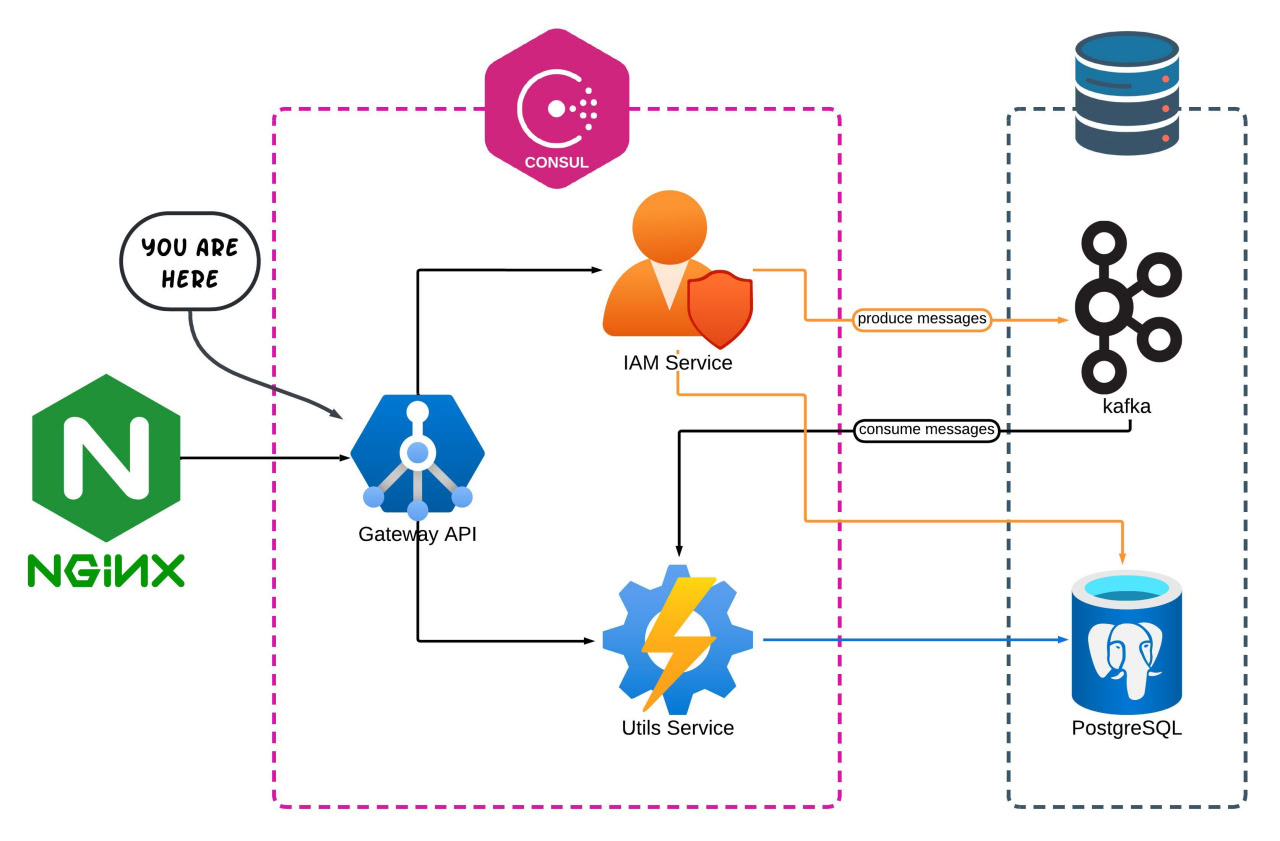 CONSUL
YOU ARE
HERE
IAM Service
produce messages
kafka
consume messages
NGiNX
Gateway API
Utils Service
PostgreSQL